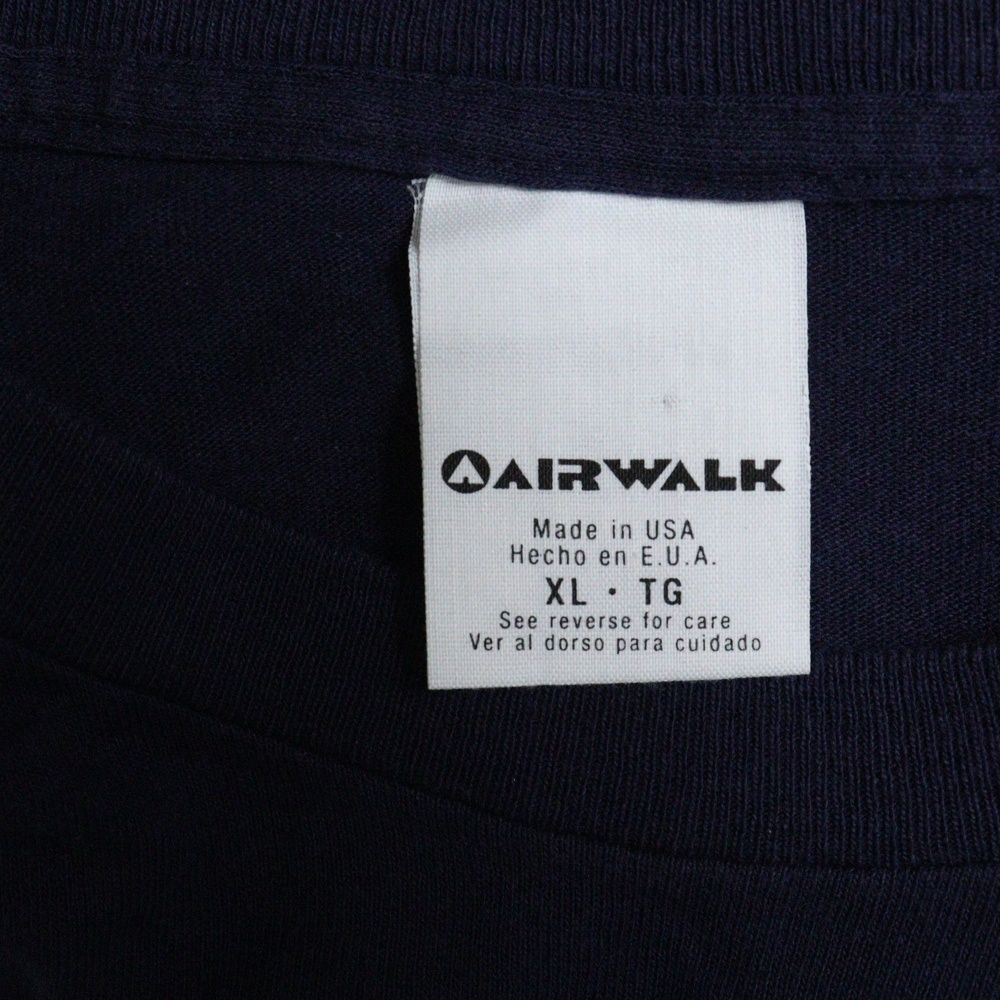 AIRWALK
Made in USA
Hecho en E.U.A.
XL · TG
See reverse for care
Ver al dorso para cuidado